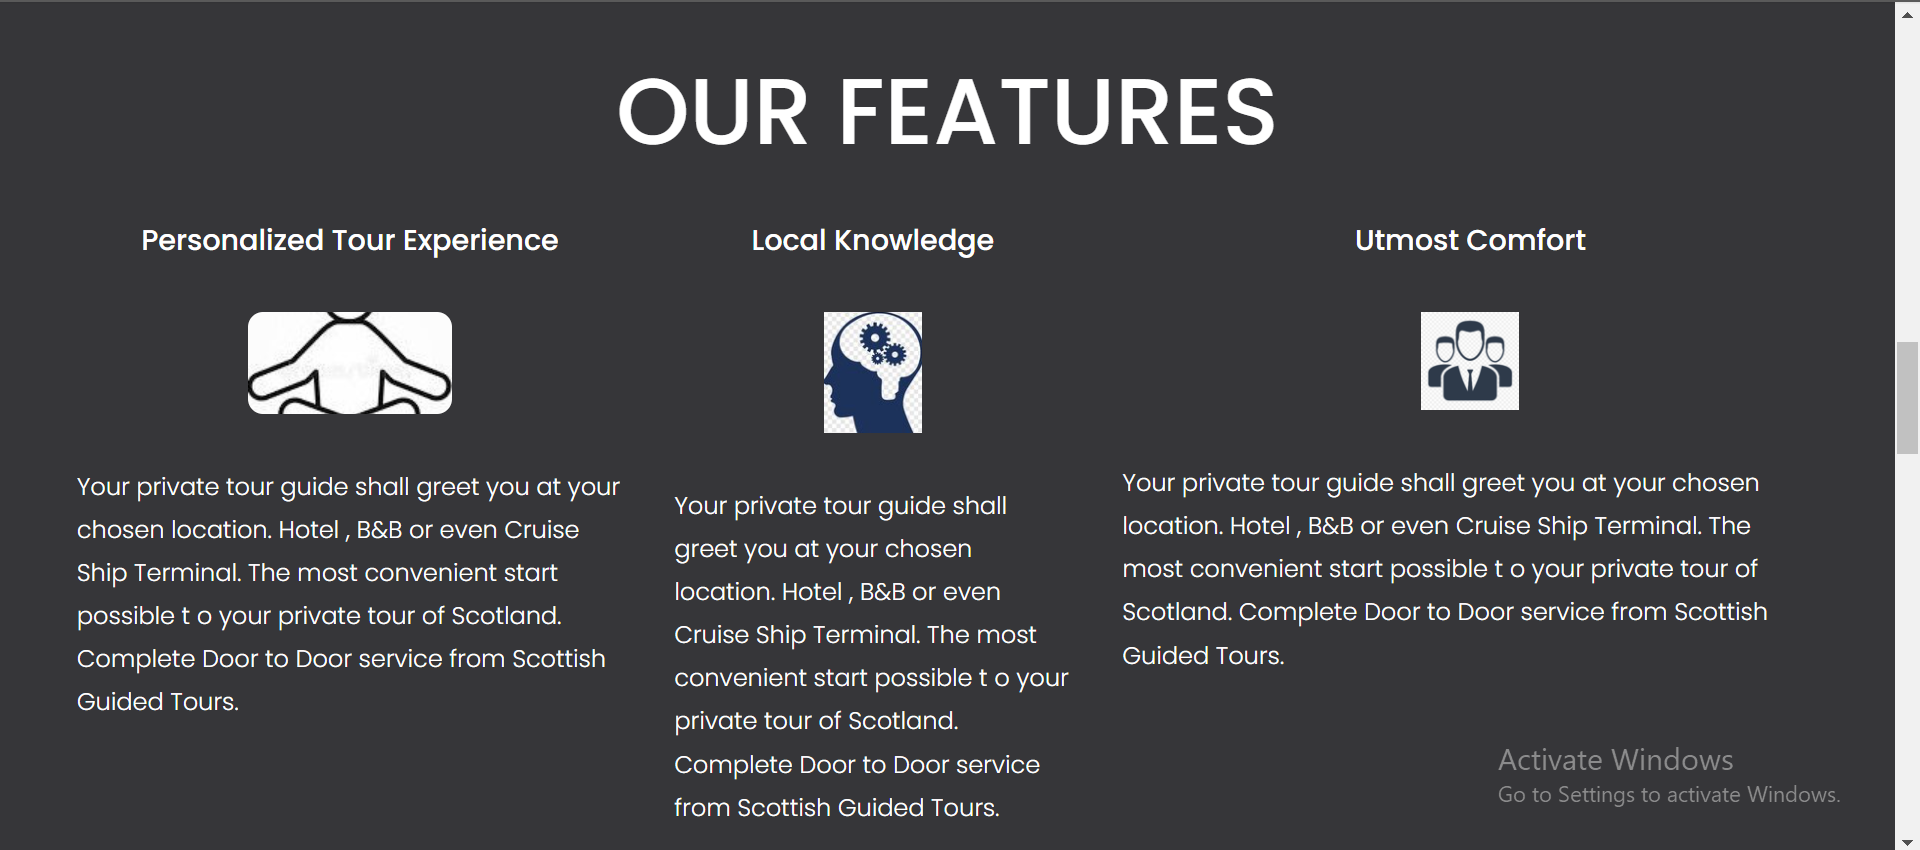 OUR FEATURES
Personalized Tour Experience
Your private tour guide shall greet you at your
chosen location. Hotel , B&B or even Cruise
Ship Terminal. The most convenient start
possible t o your private tour of Scotland.
Complete Door to Door service from Scottish
Guided Tours.
Local Knowledge
Your private tour guide shall
greet you at your chosen
location. Hotel , B&B or even
Cruise Ship Terminal. The most
convenient start possible t o your
private tour of Scotland.
Complete Door to Door service
from Scottish Guided Tours.
Utmost Comfort
Your private tour guide shall greet you at your chosen
location. Hotel , B&B or even Cruise Ship Terminal. The
most convenient start possible t o your private tour of
Scotland. Complete Door to Door service from Scottish
Guided Tours.
Activate Windows
Go to Settings to activate Windows.